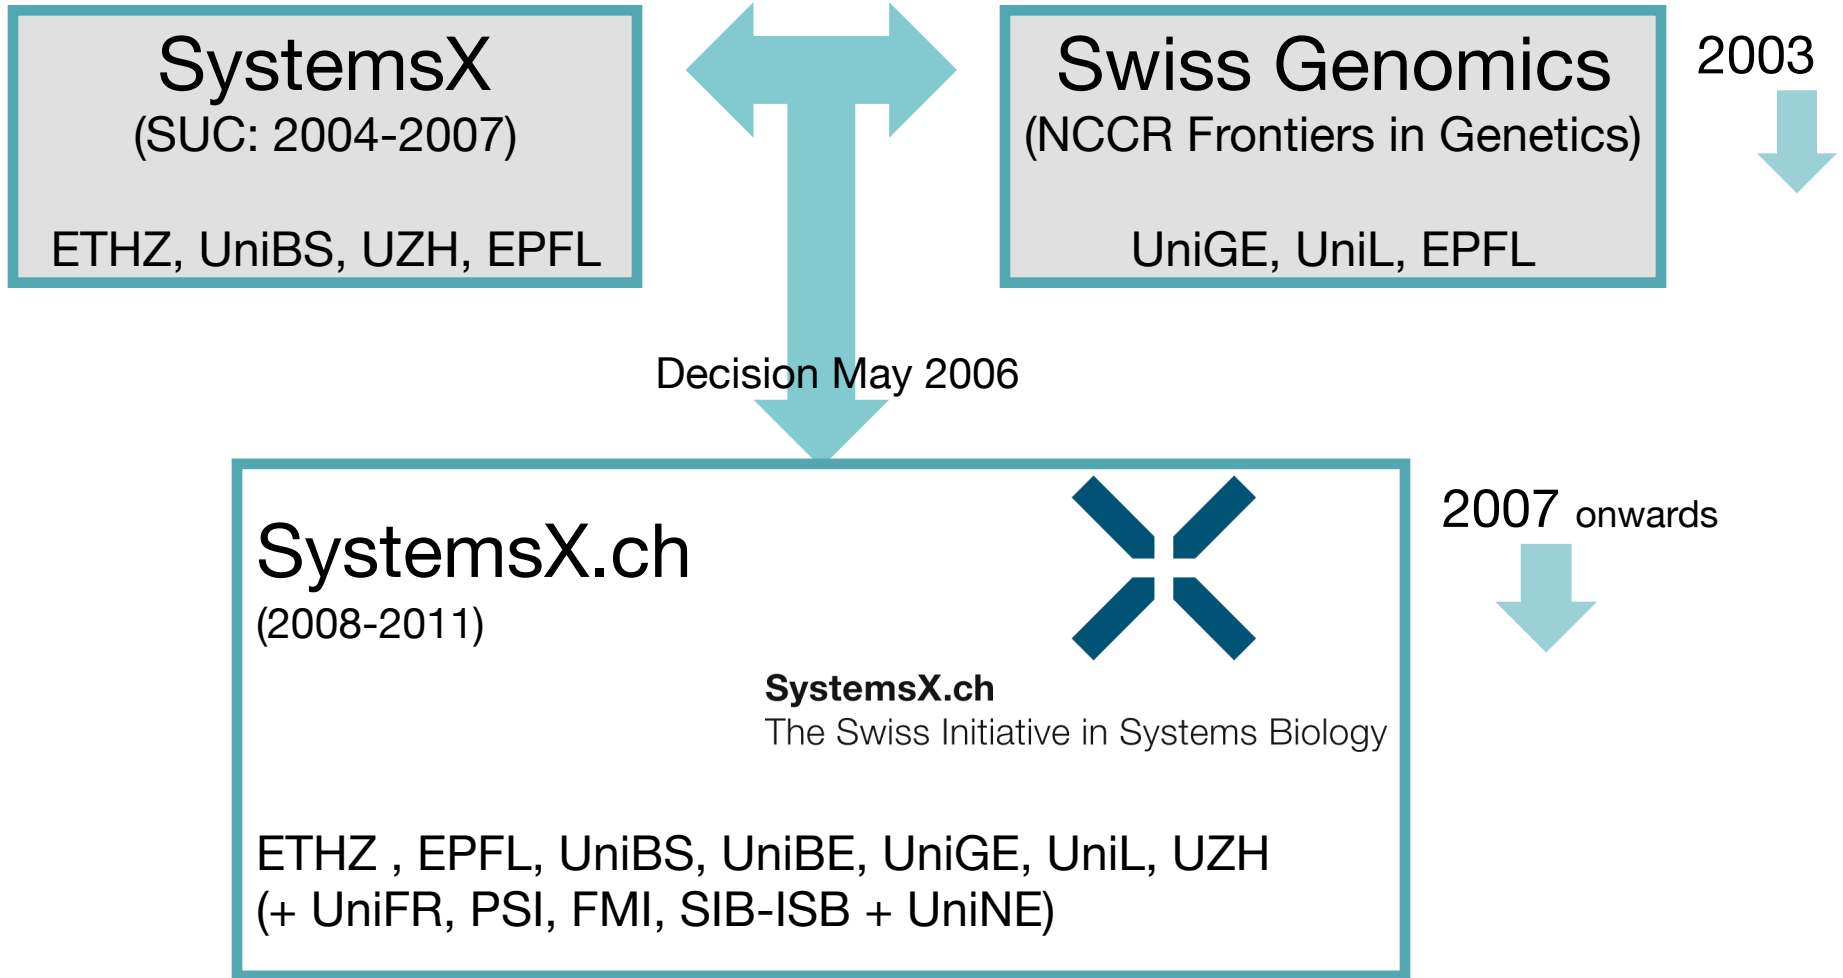 SystemsX
(SUC: 2004-2007)
ETHZ, UniBS, UZH, EPFL
Swiss Genomics
(NCCR Frontiers in Genetics)
UniGE, UniL, EPFL
2003
Decision May 2006
SystemsX.ch
(2008-2011)
SystemsX.ch
The Swiss Initiative in Systems Biology
ETHZ , EPFL, UniBS, UniBE, UniGE, UniL, UZH
(+ UniFR, PSI, FMI, SIB-ISB + UniNE)
2007 onwards